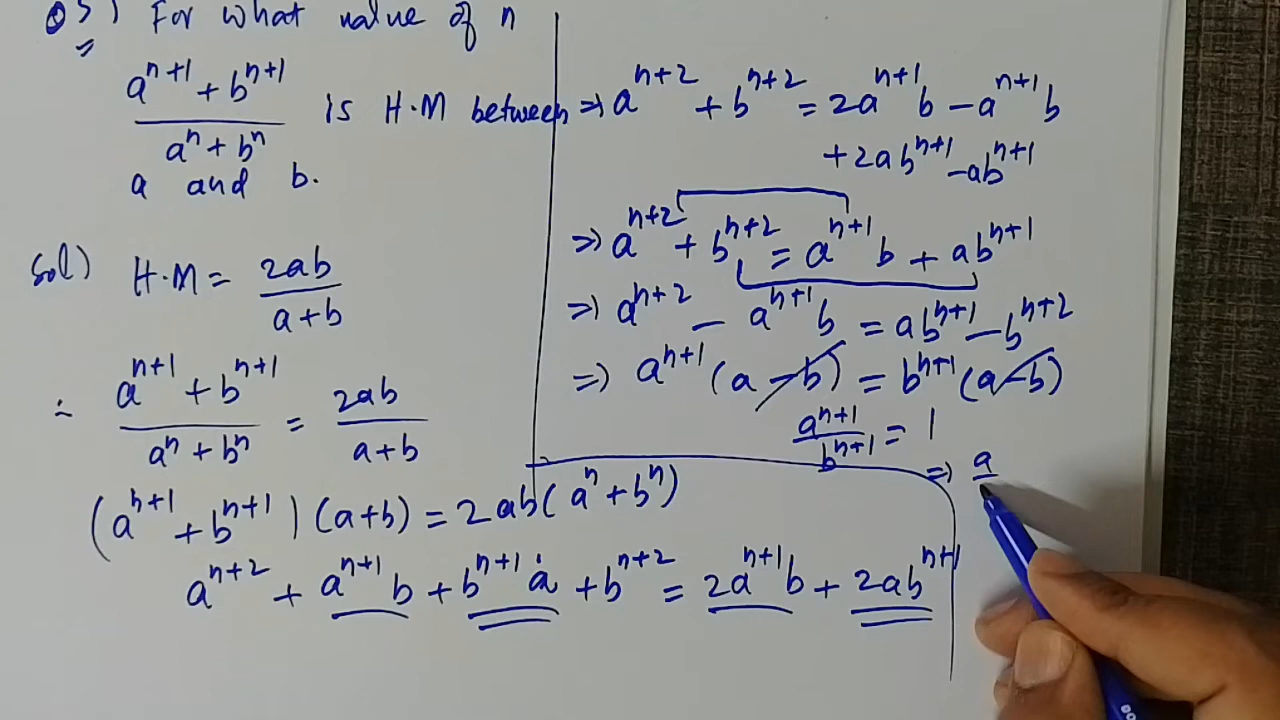 Q5) For what value of n
a^{n+1} + b^{n+1} / a^n + b^n is H.M between
a and b.
Sol) H.M = 2ab / a+b
∴ a^{n+1} + b^{n+1} / a^n + b^n = 2ab / a+b
(a^{n+1} + b^{n+1})(a+b) = 2ab(a^n + b^n)
a^{n+2} + a^{n+1} b + b^{n+1} a + b^{n+2} = 2a^{n+1} b + 2ab^{n+1}
⇒ a^{n+2} + b^{n+2} = 2a^{n+1} b - a^{n+1} b
+ 2ab^{n+1} - ab^{n+1}
⇒ a^{n+2} + b^{n+2} = a^{n+1} b + ab^{n+1}
⇒ a^{n+2} - a^{n+1} b = ab^{n+1} - b^{n+2}
⇒ a^{n+1} (a-b) = b^{n+1} (a-b)
a^{n+1} / b^{n+1} = 1
⇒ a /